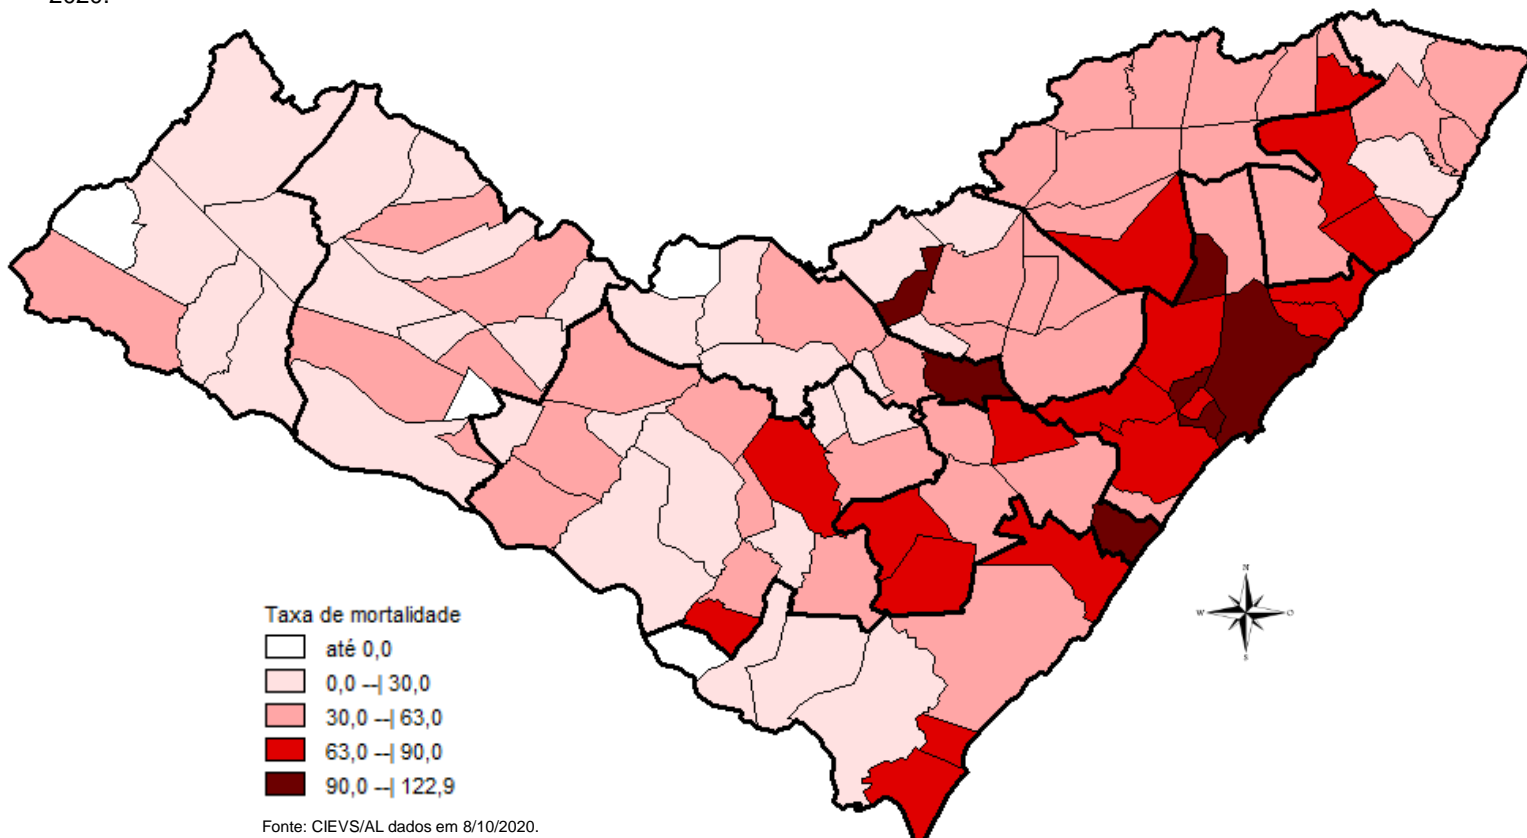 2020.
Taxa de mortalidade
até 0,0
0,0 --| 30,0
30,0 --| 63,0
63,0 --| 90,0
90,0 --| 122,9
Fonte: CIEVS/AL dados em 8/10/2020.
N
W
O
S